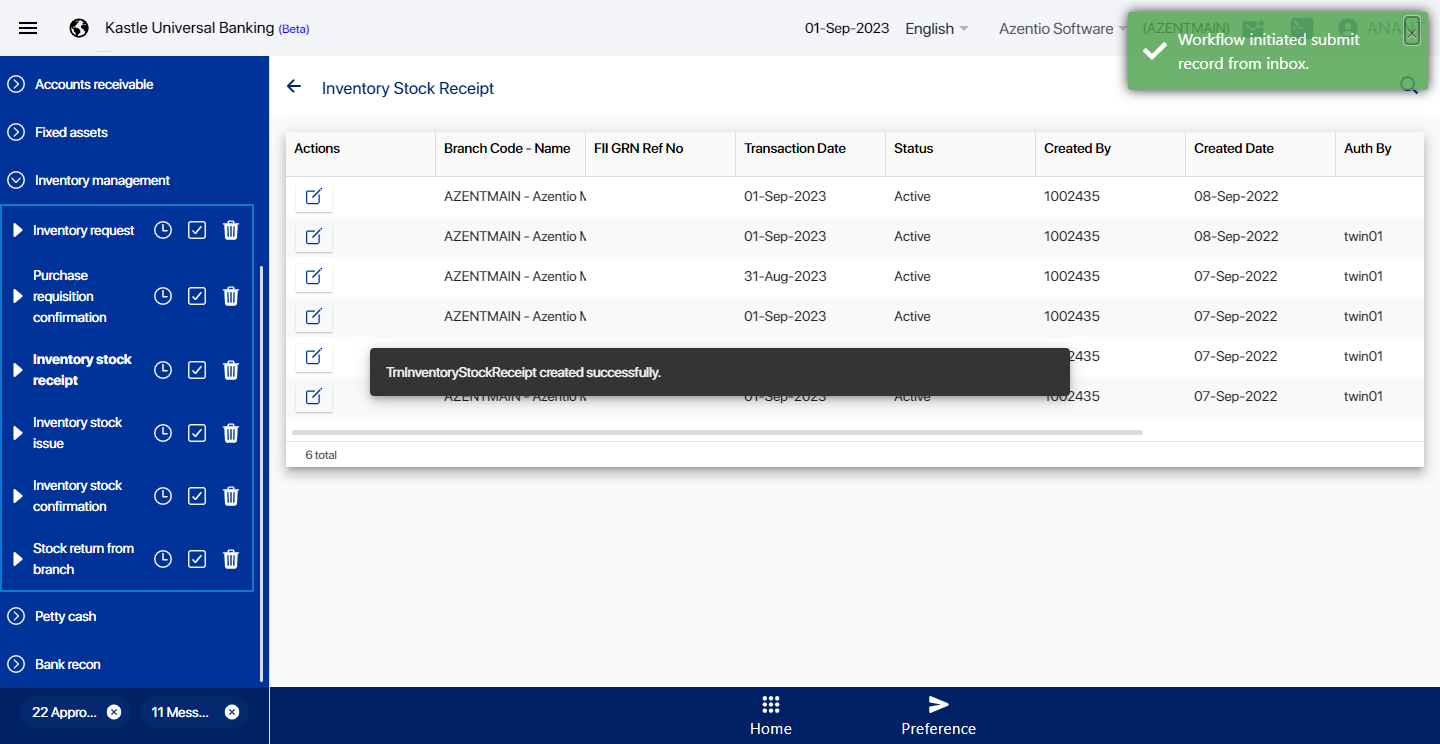 Kastle Universal Banking (Beta)
01-Sep-2023
English
Azentio Software
(AZENTMAIN)
Workflow initiated submit
record from inbox.
Accounts receivable
Fixed assets
Inventory management
Inventory request
Purchase
requisition
confirmation
Inventory stock
receipt
Inventory stock
issue
Inventory stock
confirmation
Stock return from
branch
Petty cash
Bank recon
22 Appro...
11 Mess...
Inventory Stock Receipt
Actions Branch Code - Name FII GRN Ref No Transaction Date Status Created By Created Date Auth By
AZENTMAIN - Azentio M 01-Sep-2023 Active 1002435 08-Sep-2022
AZENTMAIN - Azentio M 01-Sep-2023 Active 1002435 08-Sep-2022 twin01
AZENTMAIN - Azentio M 31-Aug-2023 Active 1002435 07-Sep-2022 twin01
AZENTMAIN - Azentio M 01-Sep-2023 Active 1002435 07-Sep-2022 twin01
2435 07-Sep-2022 twin01
TrnInventoryStockReceipt created successfully.
AZENTMAIN - Azentio M 01-Sep-2023 Active 1002435 07-Sep-2022 twin01
6 total
Home
Preference